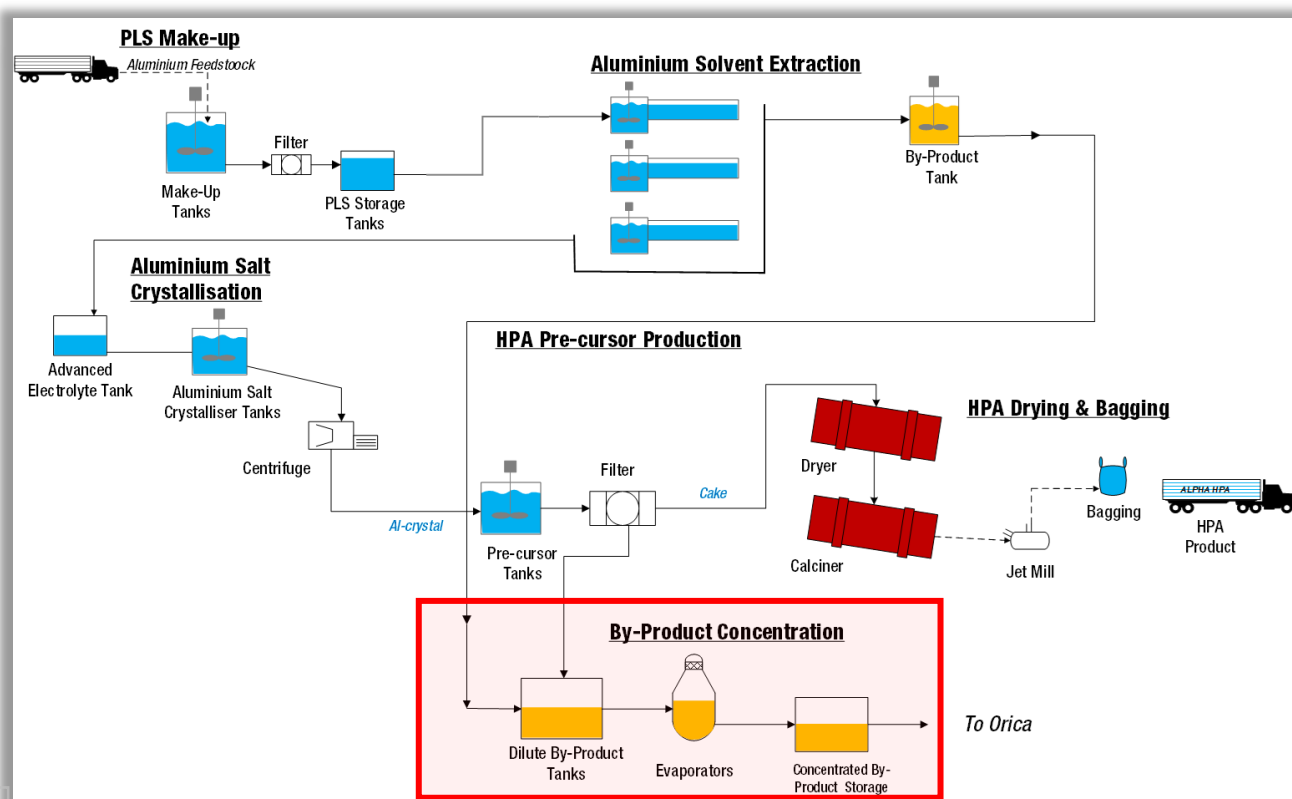 PLS Make-up
Aluminium Feedstoock
Filter
Make-Up
Tanks
PLS Storage
Tanks
Aluminium Solvent Extraction
By-Product
Tank
Aluminium Salt
Crystallisation
Advanced
Electrolyte Tank
Aluminium Salt
Crystalliser Tanks
Centrifuge
HPA Pre-cursor Production
Al-crystal
Pre-cursor
Tanks
Filter
Cake
Dryer
Calciner
HPA Drying & Bagging
Jet Mill
Bagging
ALPHA HPA
HPA
Product
By-Product Concentration
Dilute By-Product
Tanks
Evaporators
Concentrated By-
Product Storage
To Orica